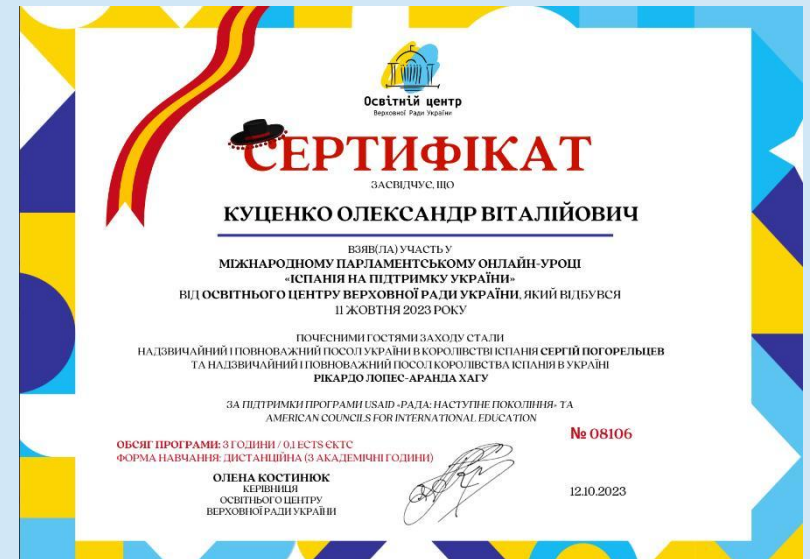 Освітній центр
Верховної Ради України
СЕРТИФІКАТ
ЗАСВІДЧУЄ, ЩО
КУЦЕНКО ОЛЕКСАНДР ВІТАЛІЙОВИЧ
ВЗЯВ(ЛА) УЧАСТЬ У
МІЖНАРОДНОМУ ПАРЛАМЕНТСЬКОМУ ОНЛАЙН-УРОЦІ
«ІСПАНІЯ НА ПІДТРИМКУ УКРАЇНИ»
ВІД ОСВІТНЬОГО ЦЕНТРУ ВЕРХОВНОЇ РАДИ УКРАЇНИ, ЯКИЙ ВІДБУВСЯ
11 ЖОВТНЯ 2023 РОКУ
ПОЧЕСНИМИ ГОСТЯМИ ЗАХОДУ СТАЛИ
НАДЗВИЧАЙНИЙ І ПОВНОВАЖНИЙ ПОСОЛ УКРАЇНИ В КОРОЛІВСТВІ ІСПАНІЯ СЕРГІЙ ПОГОРЕЛЬЦЕВ
ТА НАДЗВИЧАЙНИЙ І ПОВНОВАЖНИЙ ПОСОЛ КОРОЛІВСТВА ІСПАНІЯ В УКРАЇНІ
РІКАРДО ЛОПЕС-АРАНДА ХАГУ
ЗА ПІДТРИМКИ ПРОГРАМИ USAID «РАДА: НАСТУПНЕ ПОКОЛІННЯ» ТА
AMERICAN COUNCILS FOR INTERNATIONAL EDUCATION
№ 08106
ОБСЯГ ПРОГРАМИ: 3 ГОДИНИ / 0,1 ECTS ЄКТС
ФОРМА НАВЧАННЯ: ДИСТАНЦІЙНА (3 АКАДЕМІЧНІ ГОДИНИ)
ОЛЕНА КОСТИНЮК
КЕРІВНИЦЯ
ОСВІТНЬОГО ЦЕНТРУ
ВЕРХОВНОЇ РАДИ УКРАЇНИ
12.10.2023